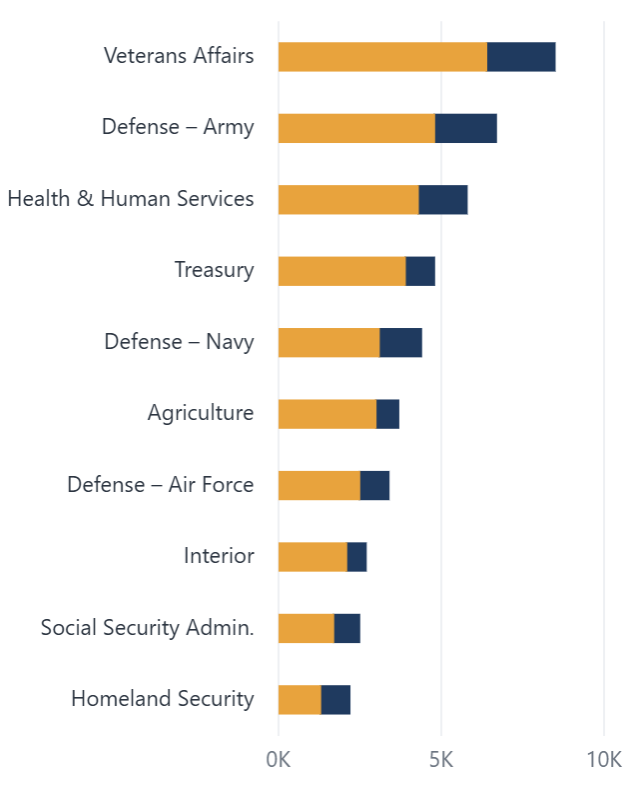 Veterans Affairs
Defense – Army
Health & Human Services
Treasury
Defense – Navy
Agriculture
Defense – Air Force
Interior
Social Security Admin.
Homeland Security
0K 5K 10K